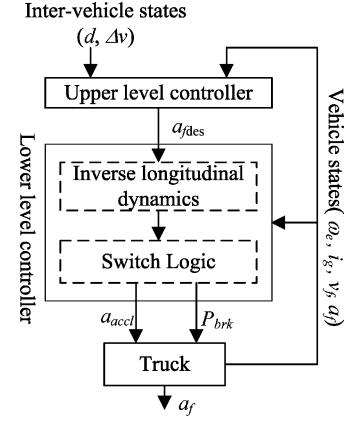 Inter-vehicle states
(d, Δv)
Upper level controller
a_fdes
Lower level controller
Inverse longitudinal
dynamics
Switch Logic
Vehicle states( ω_e, i_g, v_f, a_f)
a_accl
P_brk
Truck
a_f